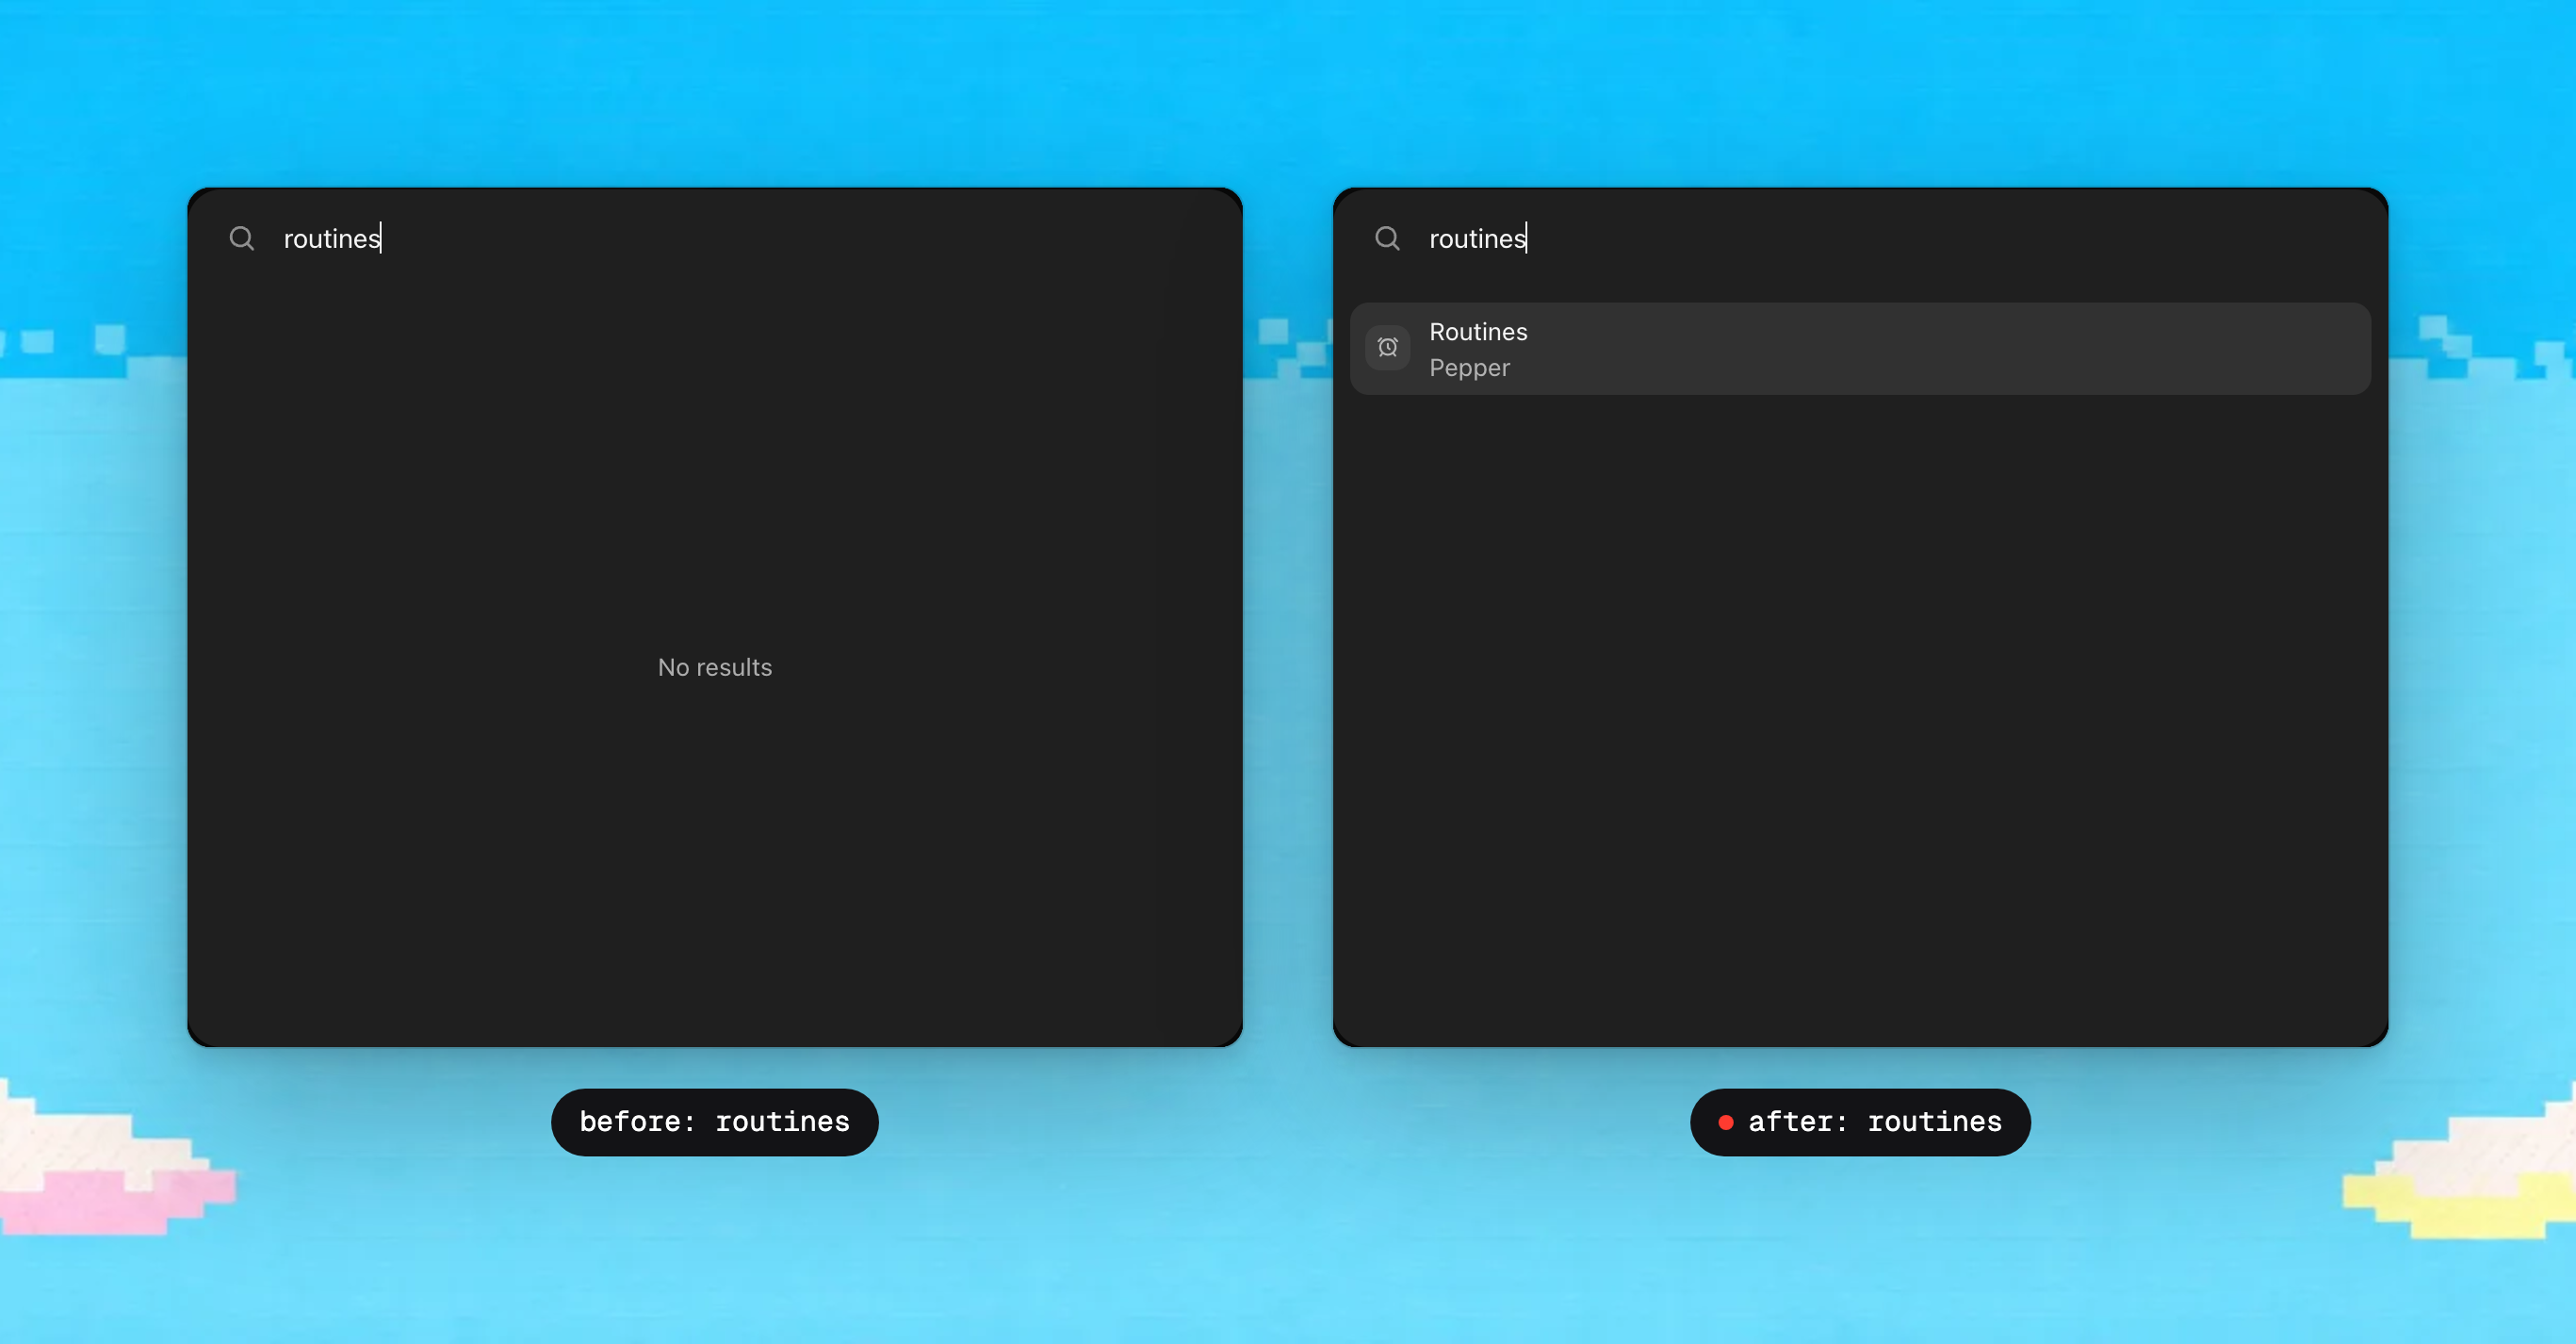 routines
No results
before: routines
routines
Routines
Pepper
after: routines